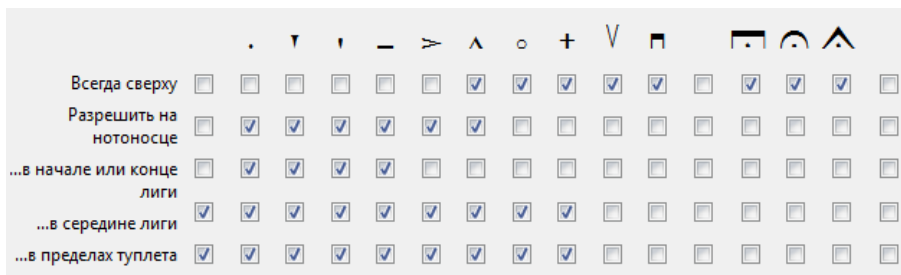 Всегда сверху
Разрешить на
нотоносце
...в начале или конце
лиги
...в середине лиги
...в пределах туплета